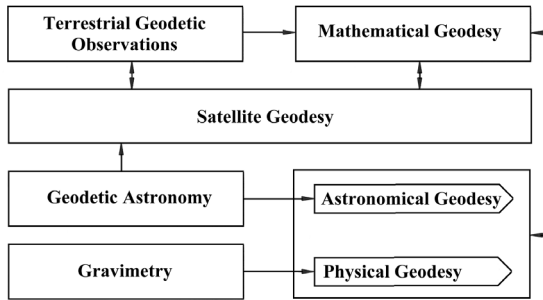 Terrestrial Geodetic
Observations
Mathematical Geodesy
Satellite Geodesy
Geodetic Astronomy
Astronomical Geodesy
Gravimetry
Physical Geodesy